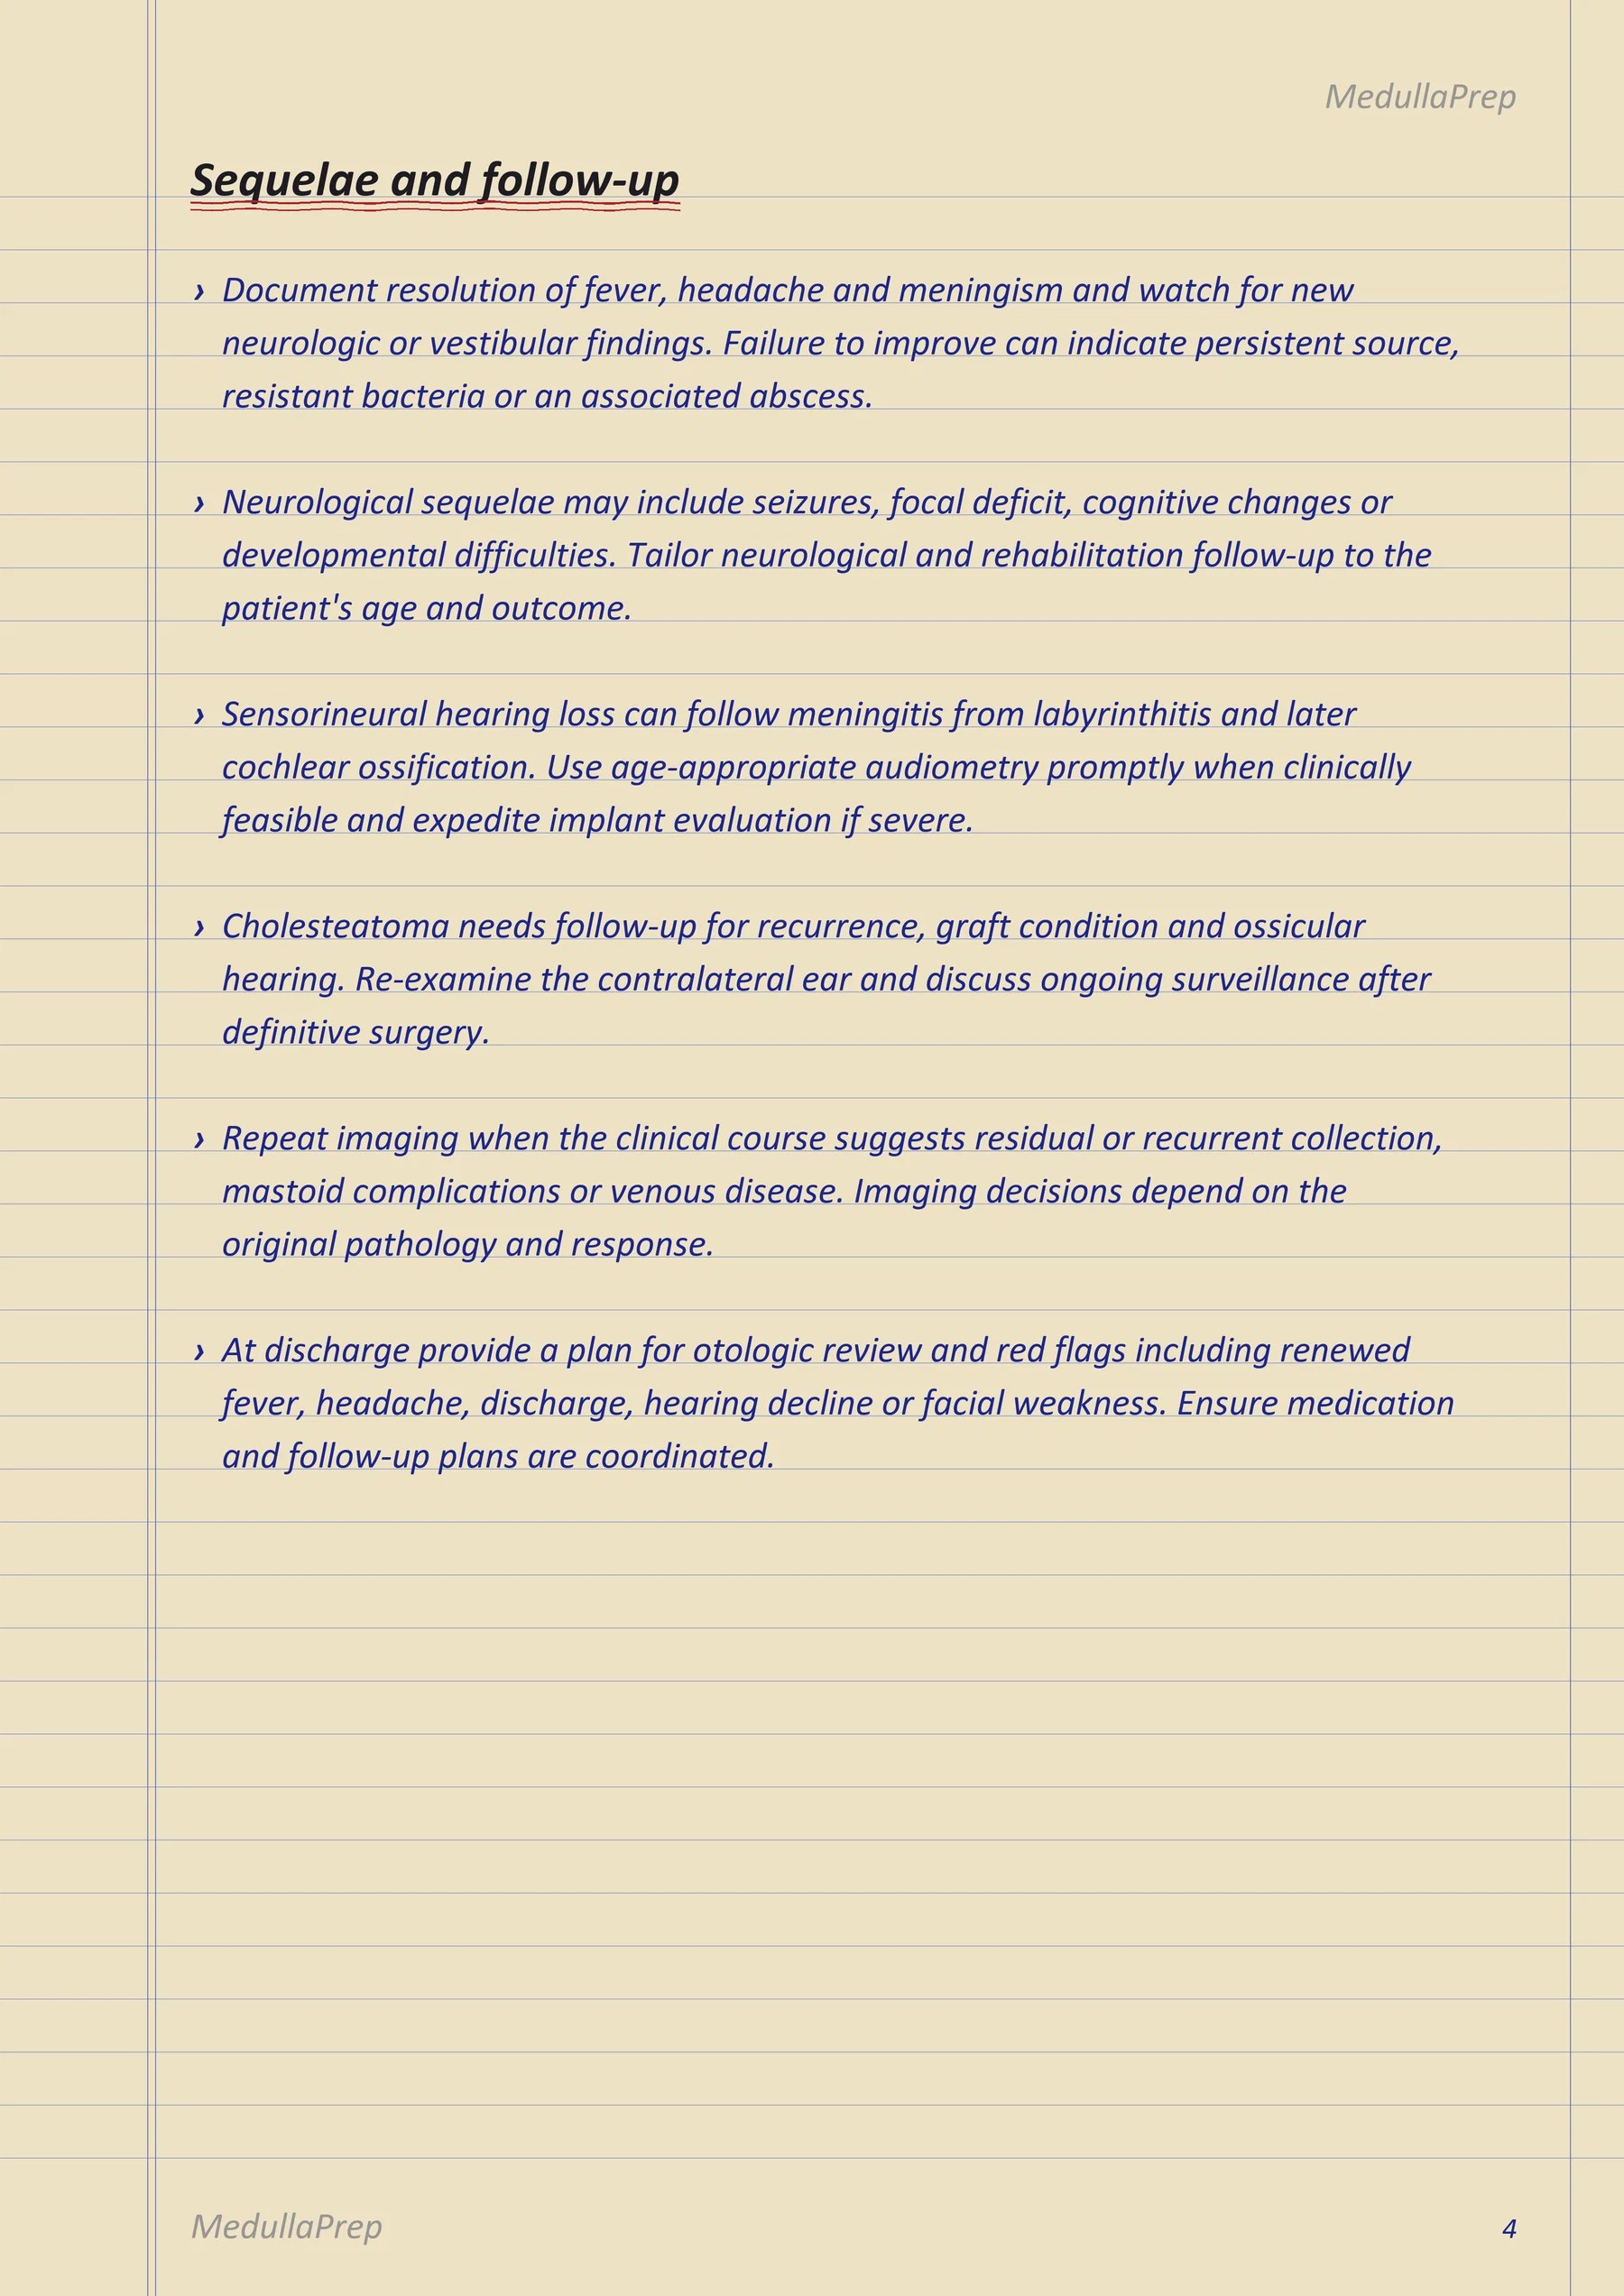 MedullaPrep
Sequelae and follow-up
› Document resolution of fever, headache and meningism and watch for new
neurologic or vestibular findings. Failure to improve can indicate persistent source,
resistant bacteria or an associated abscess.
› Neurological sequelae may include seizures, focal deficit, cognitive changes or
developmental difficulties. Tailor neurological and rehabilitation follow-up to the
patient's age and outcome.
› Sensorineural hearing loss can follow meningitis from labyrinthitis and later
cochlear ossification. Use age-appropriate audiometry promptly when clinically
feasible and expedite implant evaluation if severe.
› Cholesteatoma needs follow-up for recurrence, graft condition and ossicular
hearing. Re-examine the contralateral ear and discuss ongoing surveillance after
definitive surgery.
› Repeat imaging when the clinical course suggests residual or recurrent collection,
mastoid complications or venous disease. Imaging decisions depend on the
original pathology and response.
› At discharge provide a plan for otologic review and red flags including renewed
fever, headache, discharge, hearing decline or facial weakness. Ensure medication
and follow-up plans are coordinated.
MedullaPrep
4